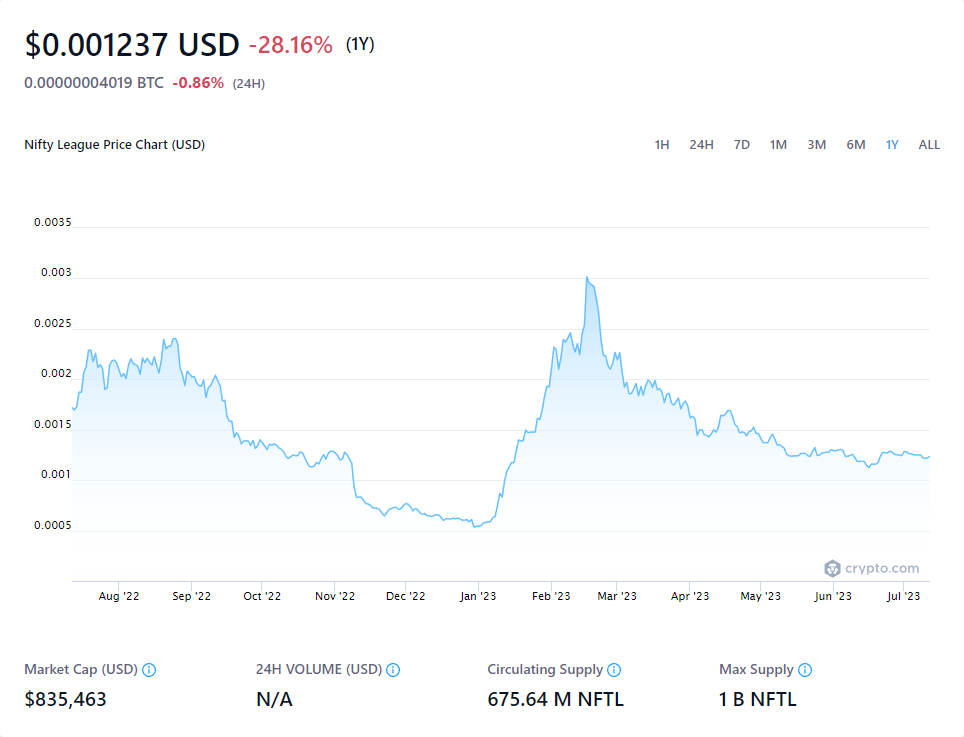 $0.001237 USD -28.16% (1Y)
0.00000004019 BTC -0.86% (24H)
Nifty League Price Chart (USD) 1H 24H 7D 1M 3M 6M 1Y ALL
0.0035
0.003
0.0025
0.002
0.0015
0.001
0.0005
crypto.com
Aug '22 Sep '22 Oct '22 Nov '22 Dec '22 Jan '23 Feb '23 Mar '23 Apr '23 May '23 Jun '23 Jul '23
Market Cap (USD) 24H VOLUME (USD) Circulating Supply Max Supply
$835,463 N/A 675.64 M NFTL 1 B NFTL